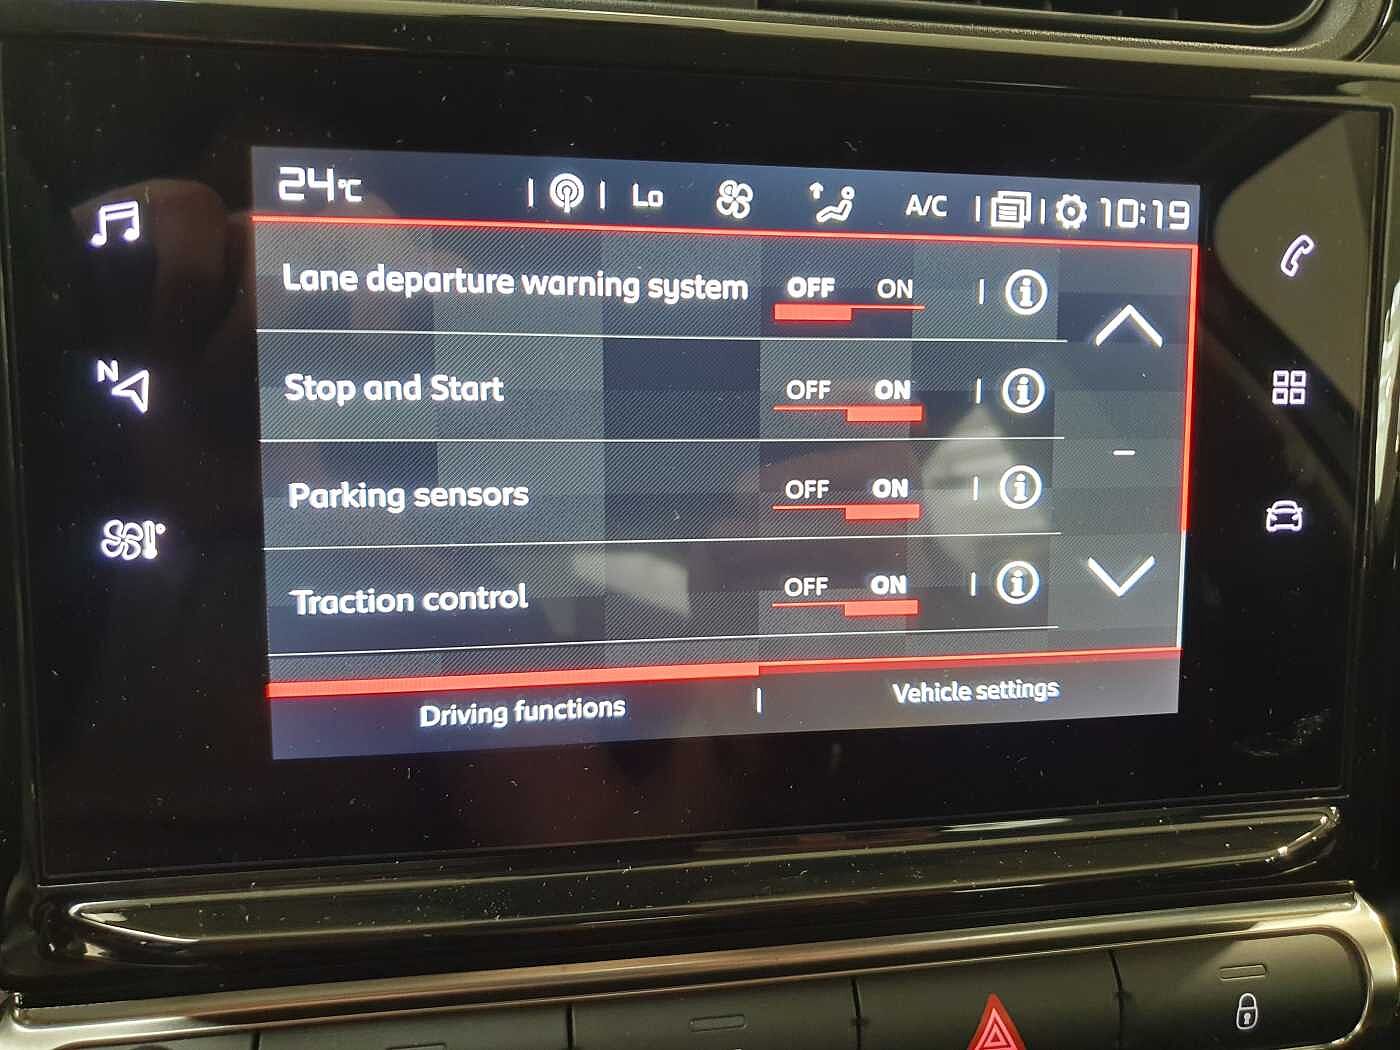 24°C Lo A/C 10:19
Lane departure warning system OFF ON
Stop and Start OFF ON
N
Parking sensors OFF ON
Traction control OFF ON
Driving functions Vehicle settings